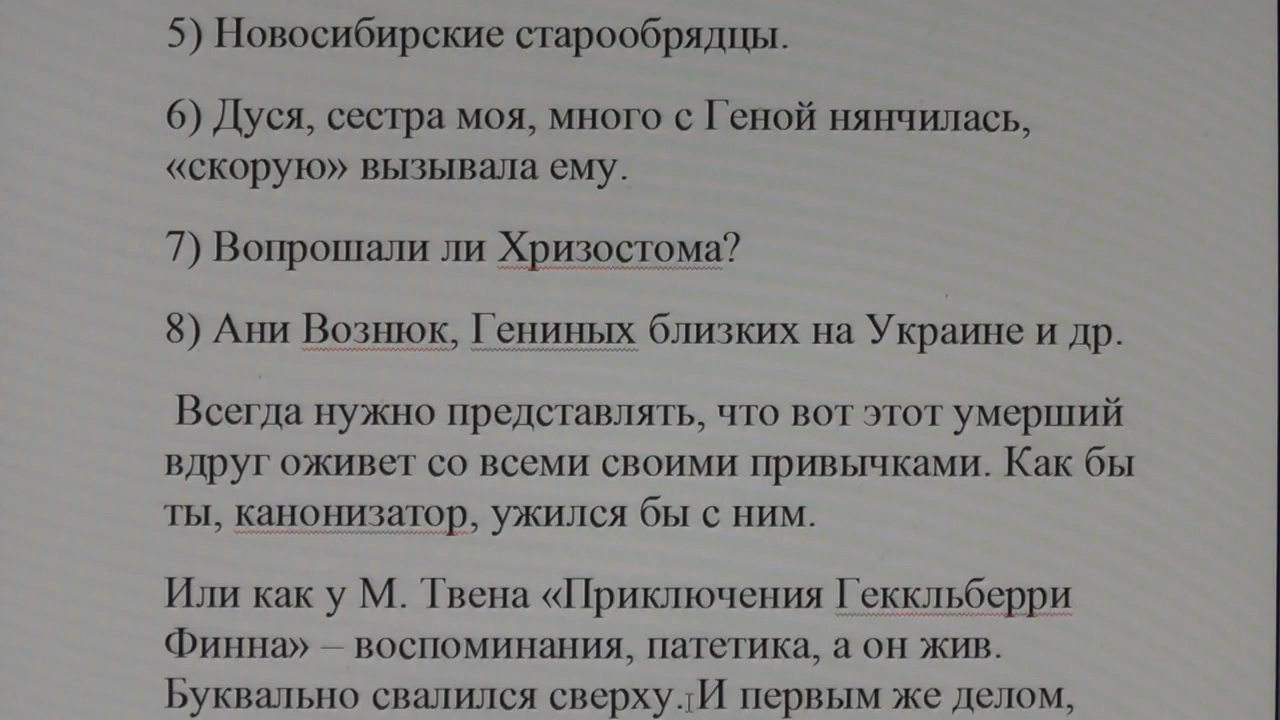 5) Новосибирские старообрядцы.
6) Дуся, сестра моя, много с Геной нянчилась,
«скорую» вызывала ему.
7) Вопрошали ли Хризостома?
8) Ани Вознюк, Гениных близких на Украине и др.
Всегда нужно представлять, что вот этот умерший
вдруг оживет со всеми своими привычками. Как бы
ты, канонизатор, ужился бы с ним.
Или как у М. Твена «Приключения Геккльберри
Финна» – воспоминания, патетика, а он жив.
Буквально свалился сверху. И первым же делом,